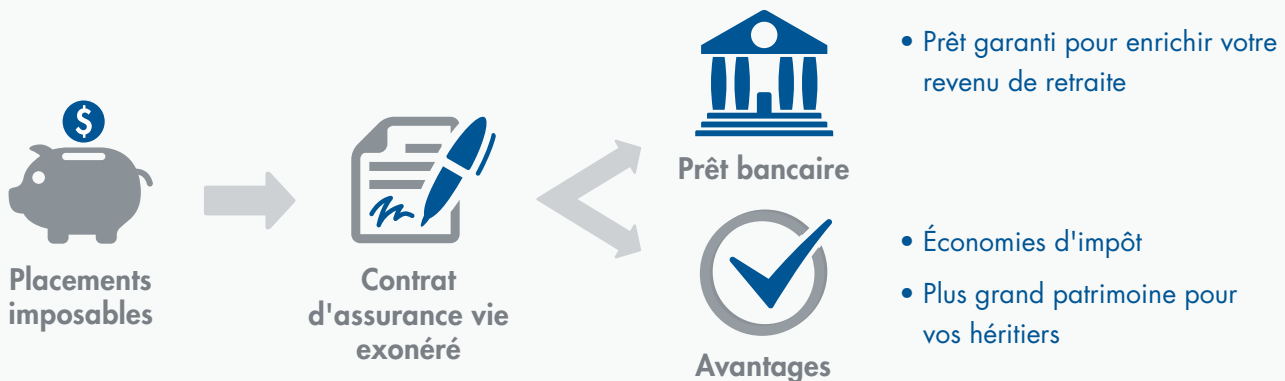 $
Placements
imposables
Contrat
d'assurance vie
exonéré
Prêt bancaire
• Prêt garanti pour enrichir votre
revenu de retraite
Avantages
• Économies d'impôt
• Plus grand patrimoine pour
vos héritiers